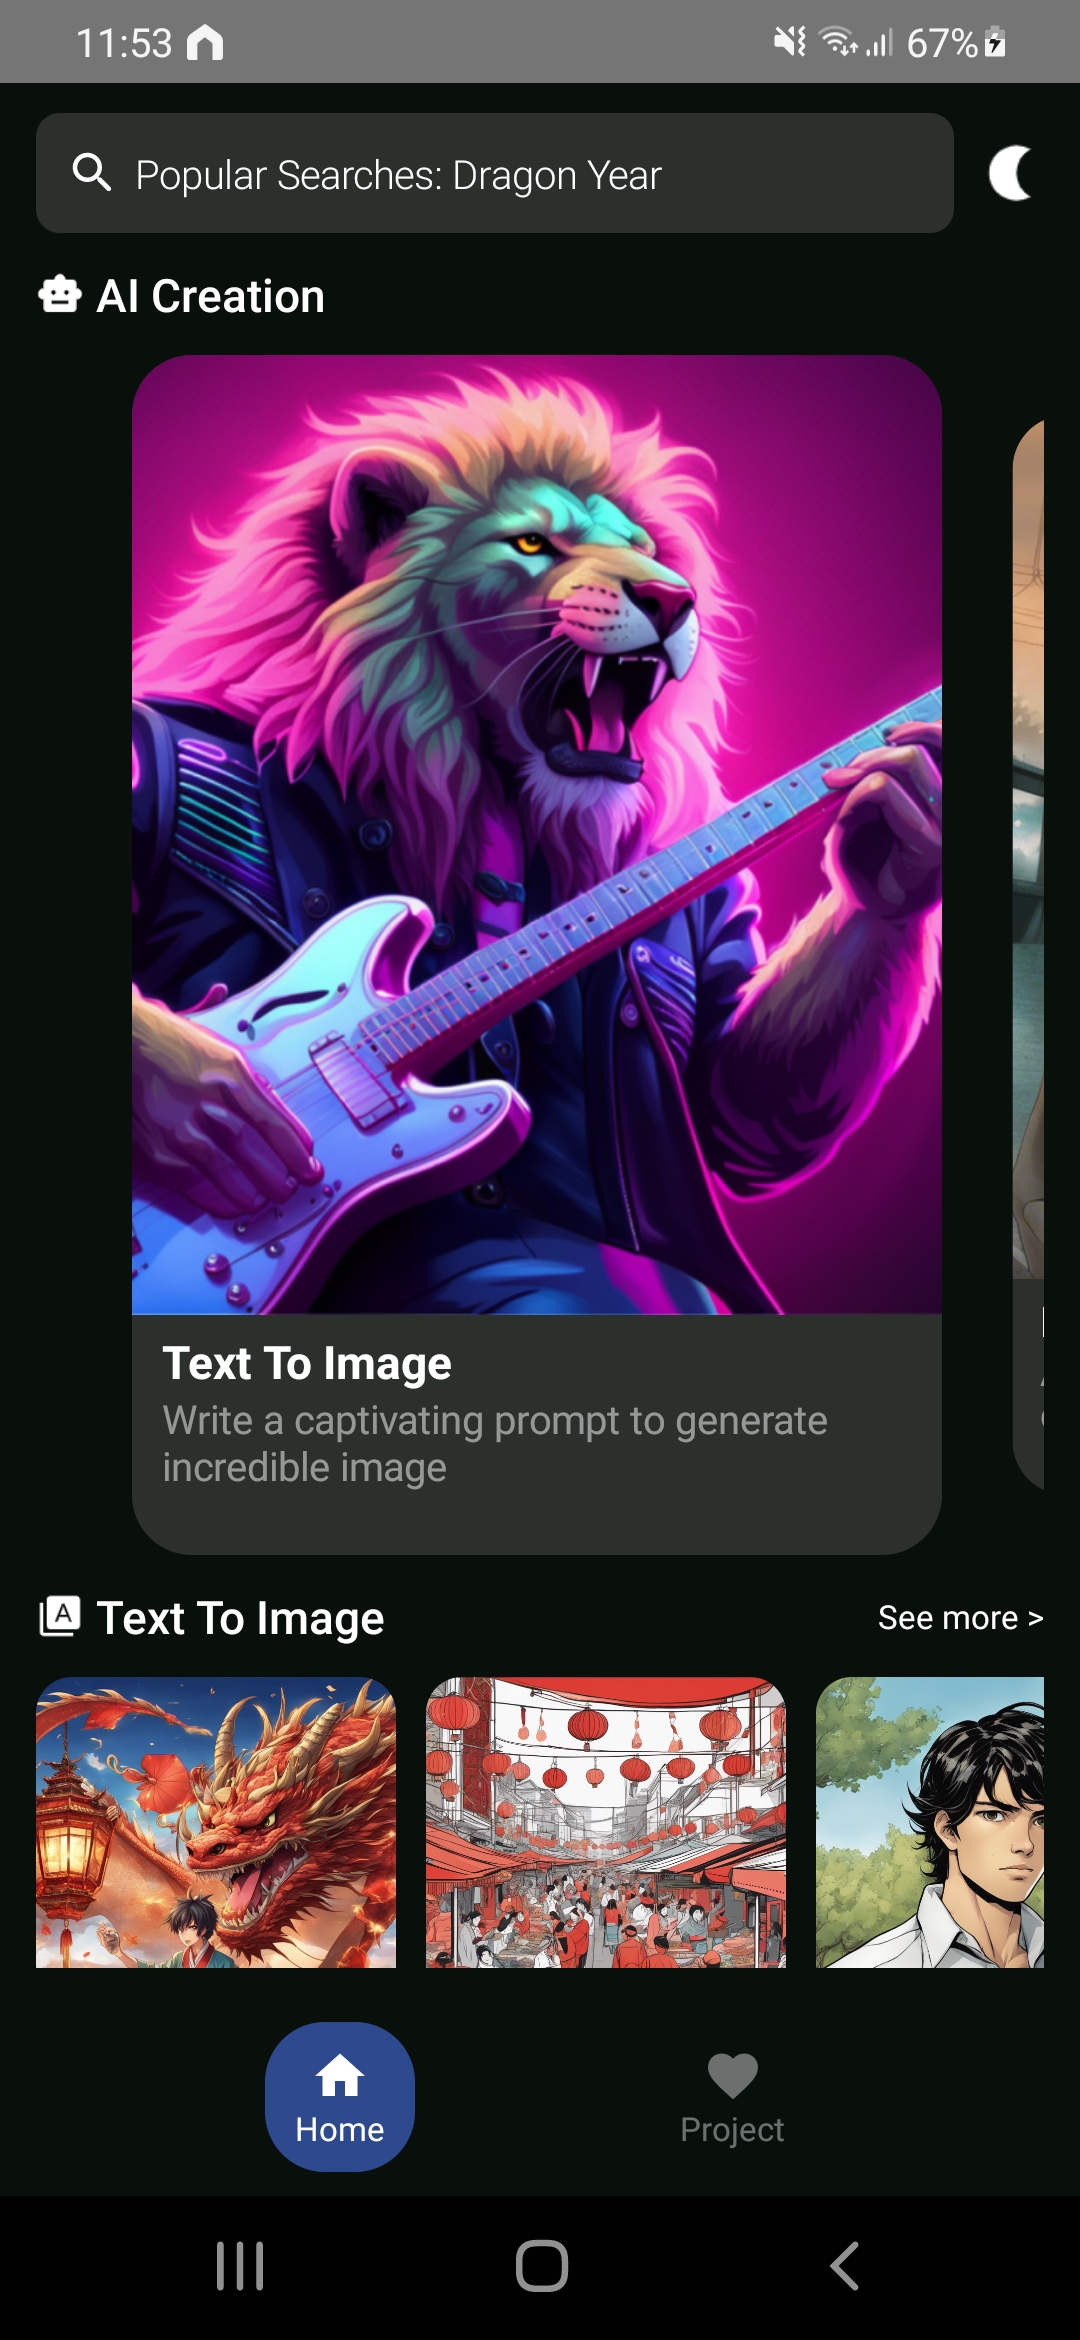 11:53
67%
Popular Searches: Dragon Year
AI Creation
Text To Image
Write a captivating prompt to generate
incredible image
A Text To Image
See more >
Home
Project